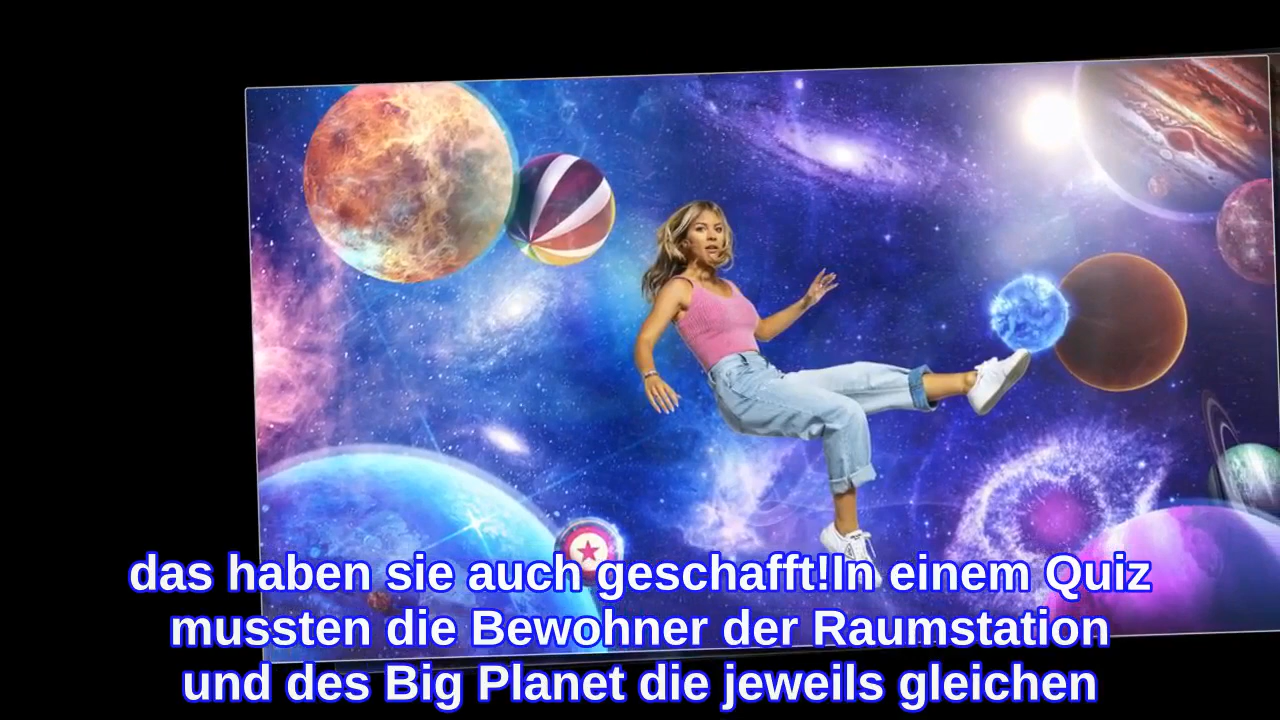 das haben sie auch geschafft!In einem Quiz
mussten die Bewohner der Raumstation
und des Big Planet die jeweils gleichen